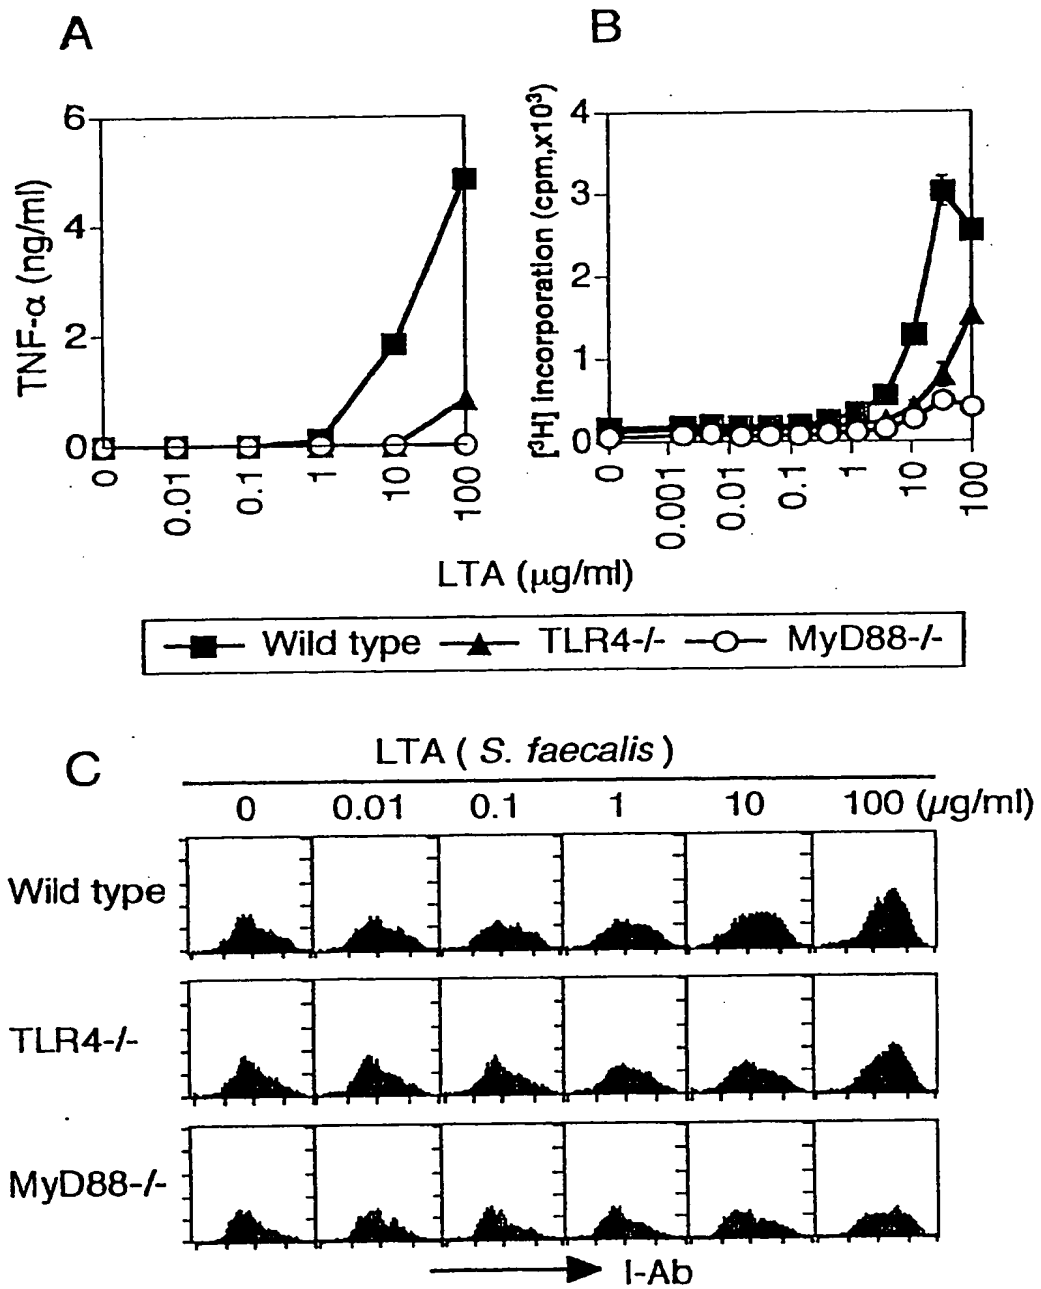 A
B
TNF-α (ng/ml)
6
4
2
0
0
0.01
0.1
1
10
100
[³H] Incorporation (cpm,x10³)
4
3
2
1
0
0
0.001
0.01
0.1
1
10
100
LTA (μg/ml)
Wild type TLR4-/- MyD88-/-
C
LTA ( S. faecalis )
0 0.01 0.1 1 10 100 (μg/ml)
Wild type
TLR4-/-
MyD88-/-
I-Ab